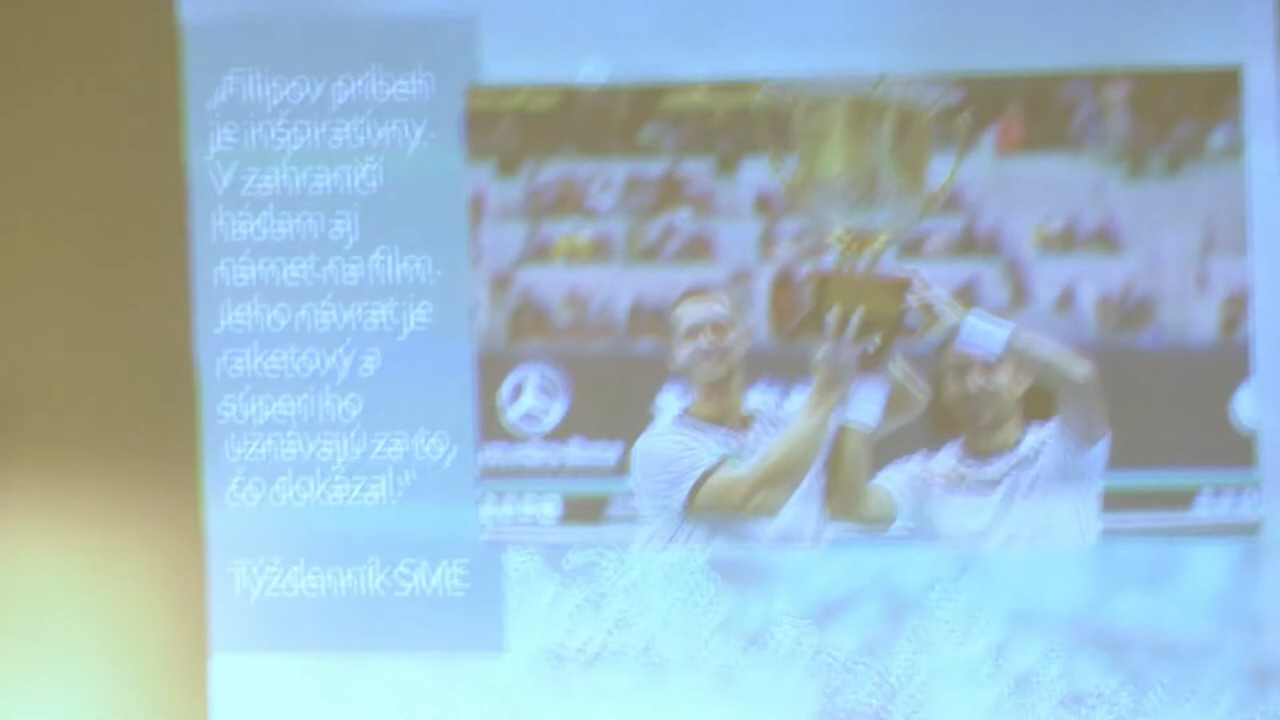 „Filipov príbeh
je inšpiratívny.
V zahraničí
hádam aj
námet na film.
Jeho návrat je
raketový a
súperi ho
uznávajú za to,
čo dokázal.“
Týždenník SME